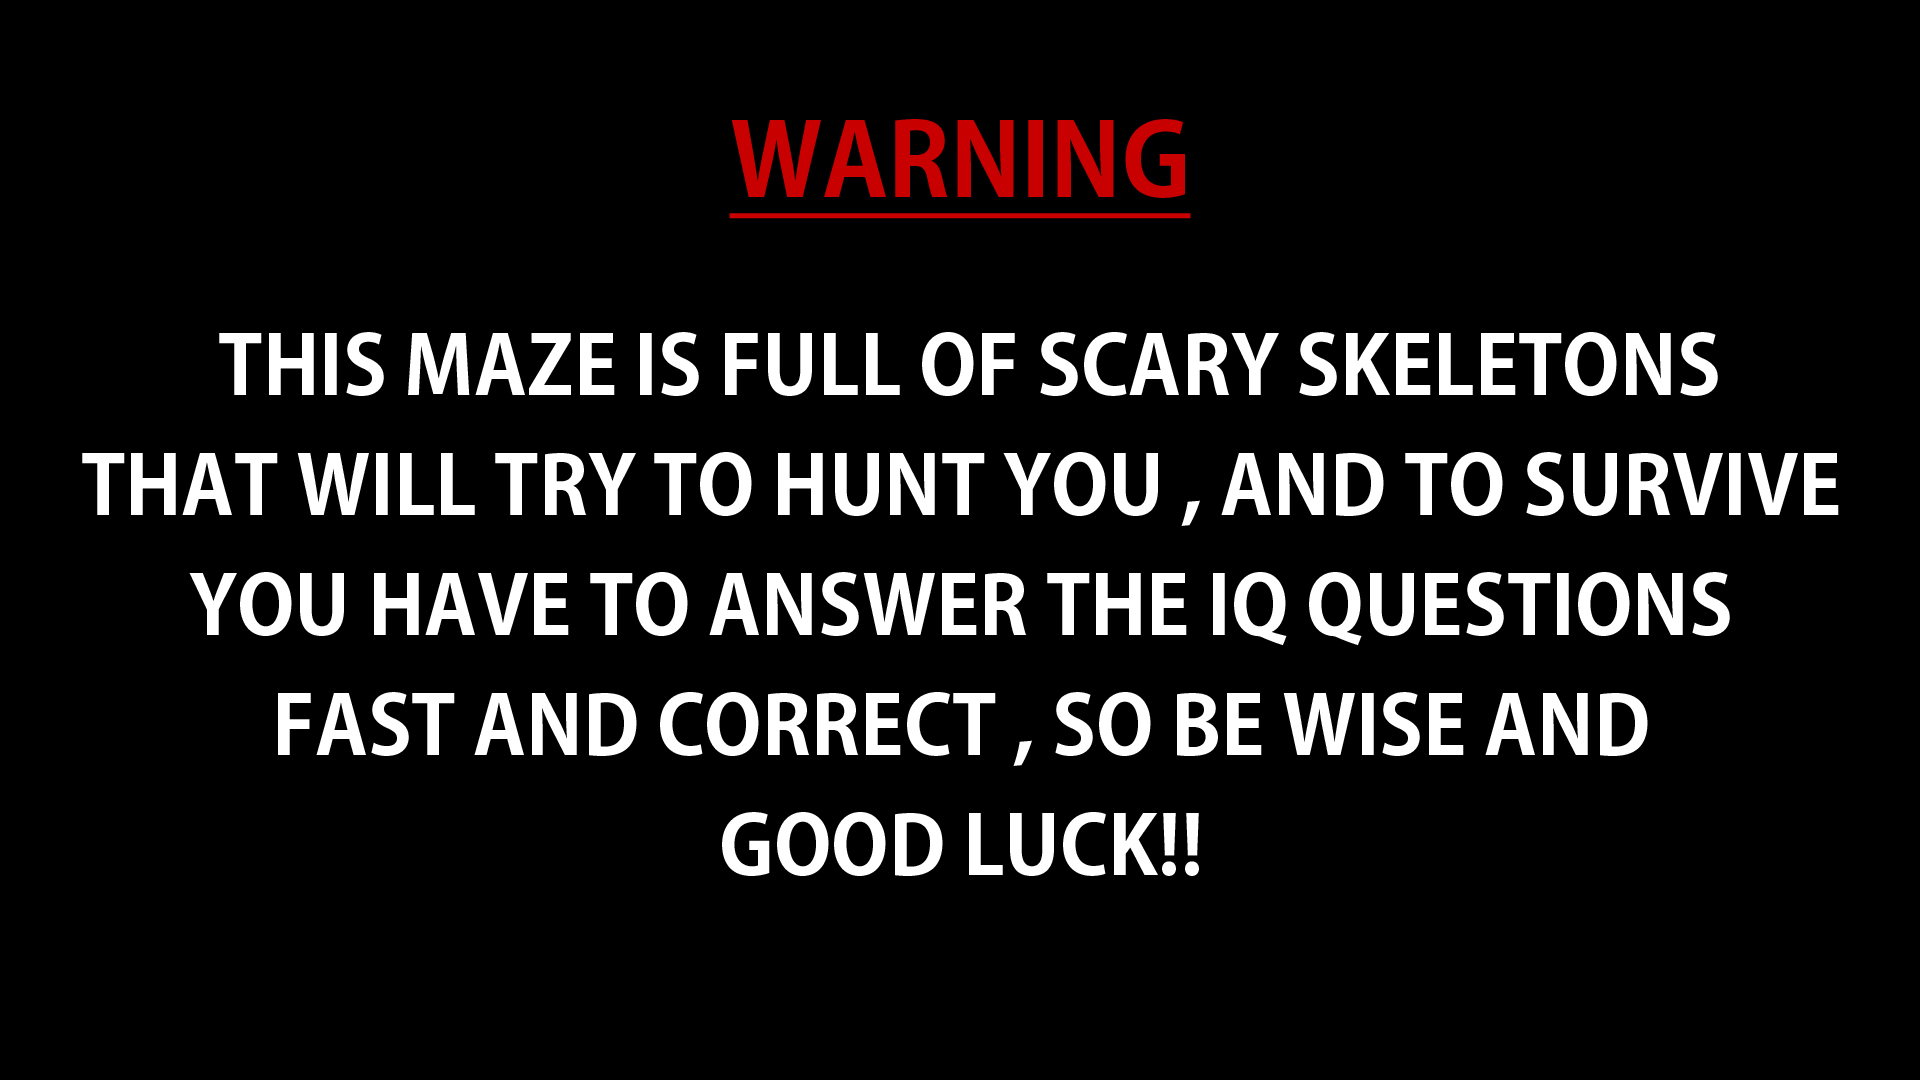 WARNING
THIS MAZE IS FULL OF SCARY SKELETONS
THAT WILL TRY TO HUNT YOU , AND TO SURVIVE
YOU HAVE TO ANSWER THE IQ QUESTIONS
FAST AND CORRECT , SO BE WISE AND
GOOD LUCK!!